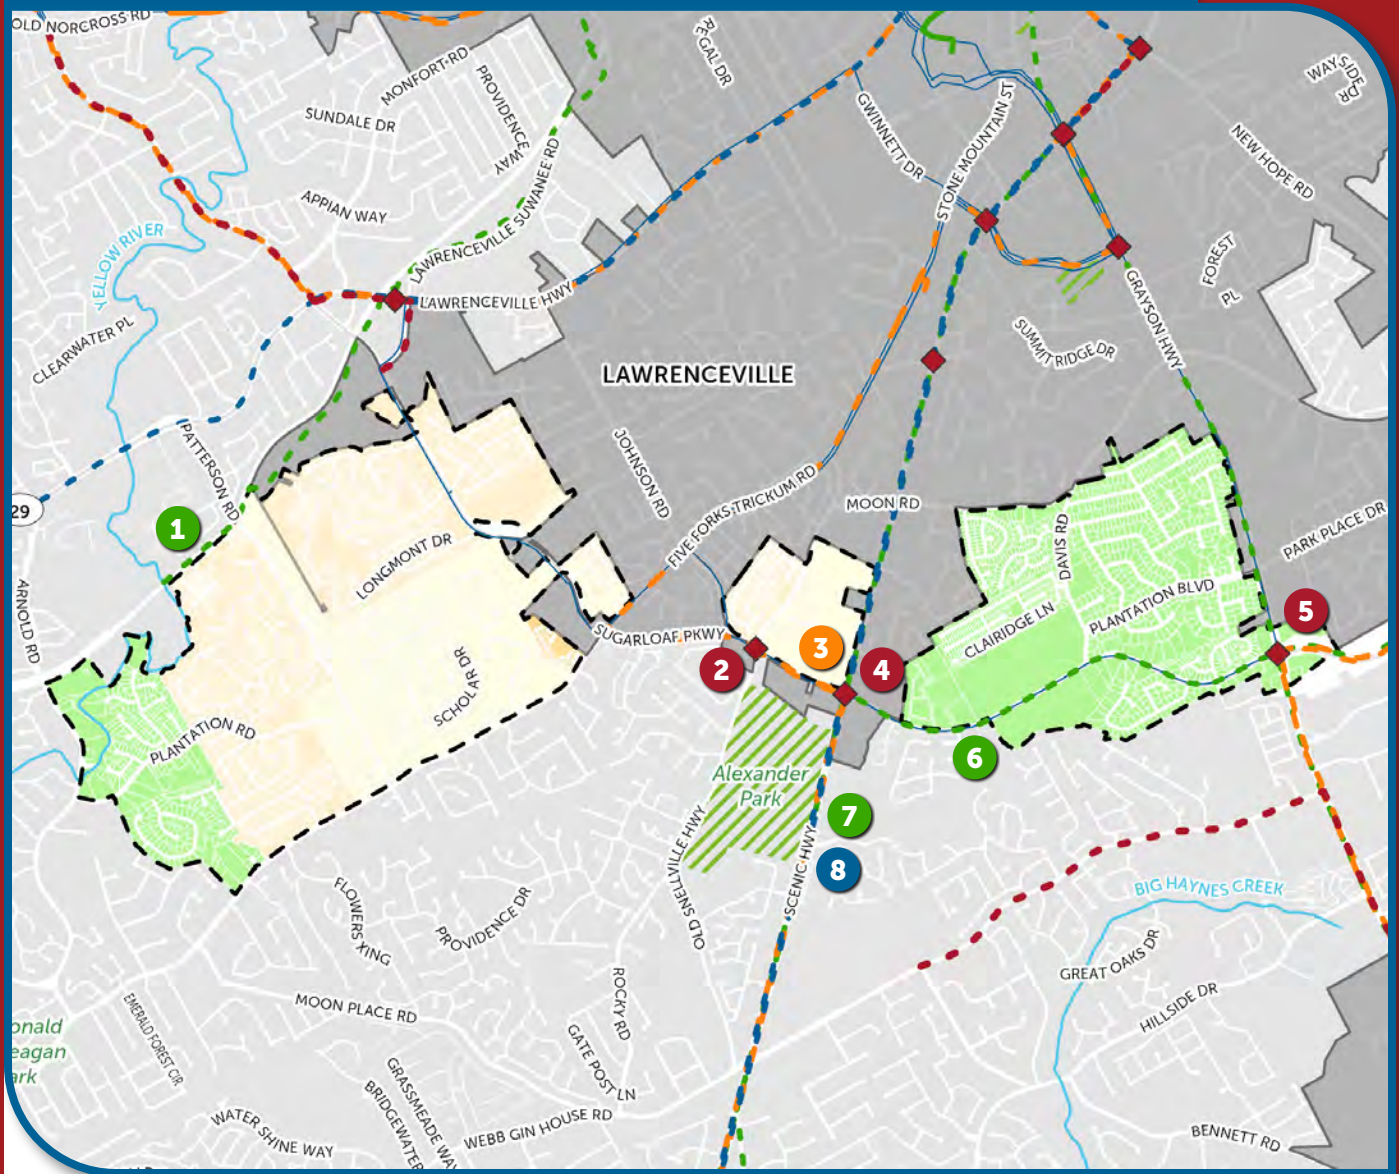 OLD NORCROSS RD
MONFORT RD
REGAL DR
WAYSIDE DR
PROVIDENCE WAY
SUNDALE DR
GWINNETT DR
STONE MOUNTAIN ST
NEW HOPE RD
APPIAN WAY
LAWRENCEVILLE SUWANEE RD
YELLOW RIVER
FOREST PL
LAWRENCEVILLE HWY
GRAYSON HWY
CLEARWATER PL
SUMMIT RIDGE DR
LAWRENCEVILLE
PATTERSON RD
JOHNSON RD
FIVE FORKS-TRICKUM RD
MOON RD
29
PARK PLACE DR
1
LONGMONT DR
DAVIS RD
ARNOLD RD
PLANTATION BLVD
CLAIRIDGE LN
5
SUGARLOAF PKWY
3
2
4
SCHOLAR DR
PLANTATION RD
6
Alexander
Park
7
OLD SNELLVILLE HWY
SCENIC HWY
8
BIG HAYNES CREEK
FLOWERS XING
PROVIDENCE DR
GREAT OAKS DR
HILLSIDE DR
EMERALD FOREST CIR
MOON PLACE RD
ROCKY RD
onald
eagan
ark
GATE POST LN
GRASSMEADE WAY
BRIDGEWATER
WATER SHINE WAY
WEBB GIN HOUSE RD
BENNETT RD